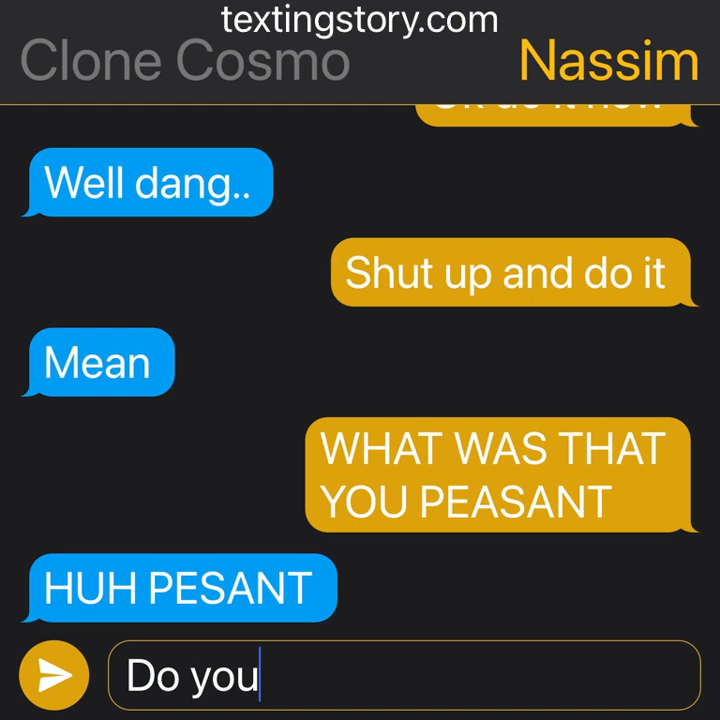 textingstory.com
Clone Cosmo
Nassim
Well dang..
Shut up and do it
Mean
WHAT WAS THAT
YOU PEASANT
HUH PESANT
Do you